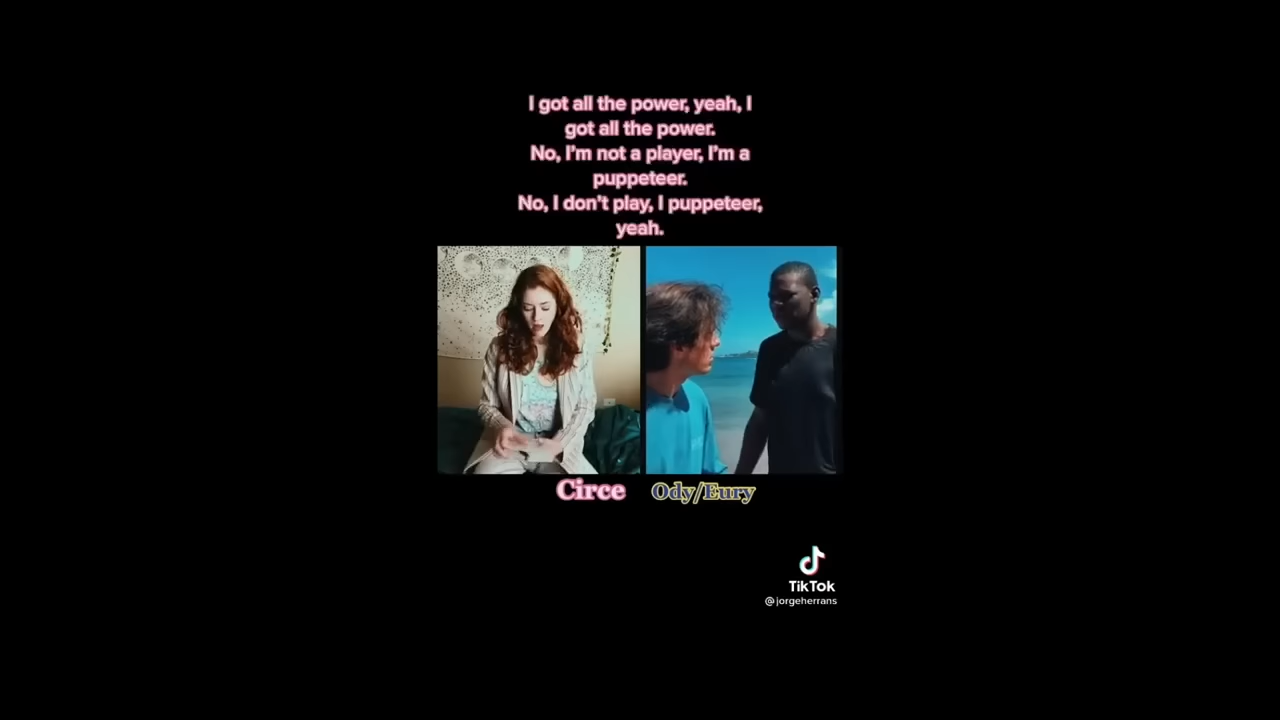 I got all the power, yeah, I
got all the power.
No, I'm not a player, I'm a
puppeteer.
No, I don't play, I puppeteer,
yeah.
Circe
Ody/Eury
TikTok
@jorgeherrans